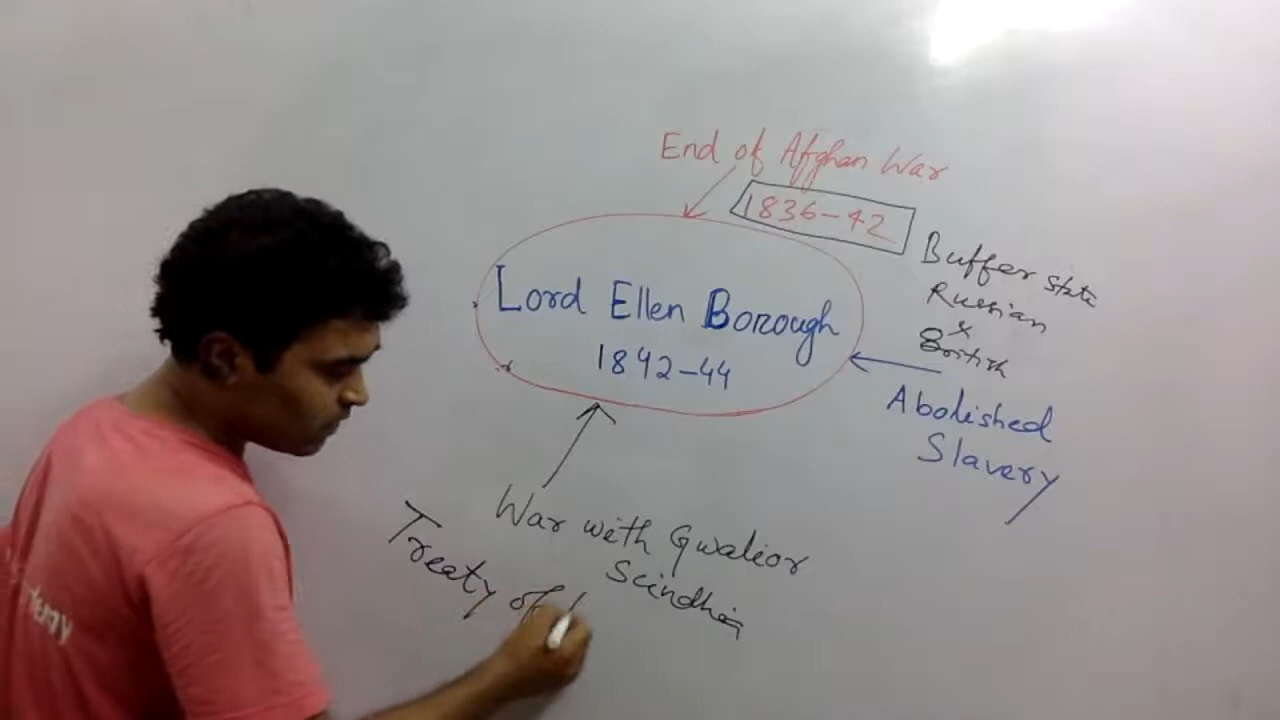 End of Afghan War
1836-42
Buffer state
Russian
&
British
Lord Ellen Borough
1842-44
Abolished
Slavery
War with Gwalior
Scindhia
Treaty of